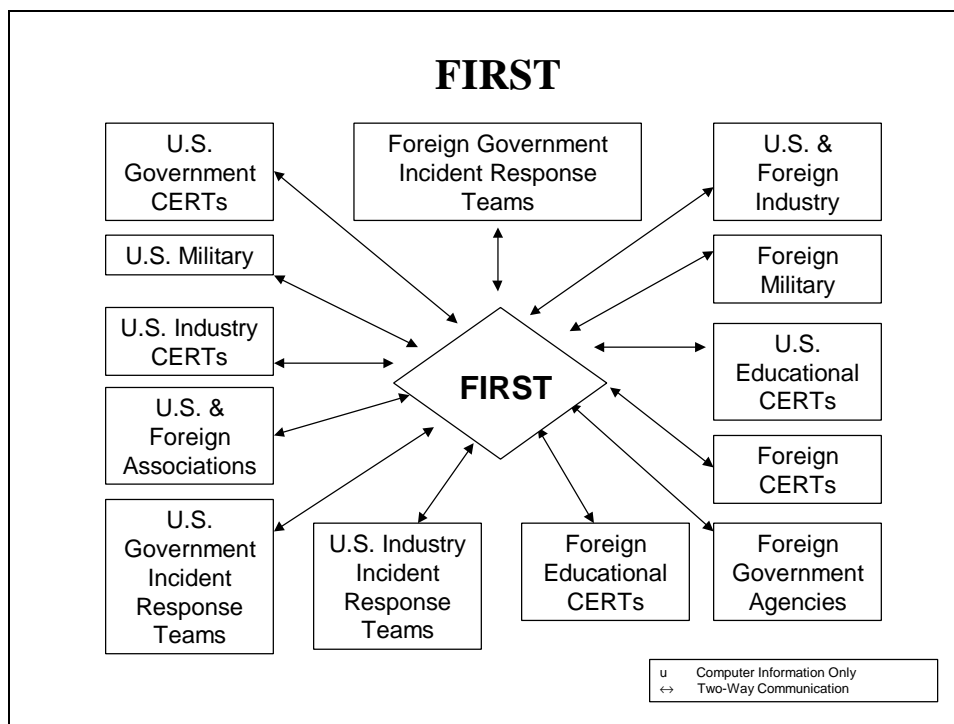 FIRST
U.S.
Government
CERTs
Foreign Government
Incident Response
Teams
U.S. &
Foreign
Industry
U.S. Military
Foreign
Military
U.S. Industry
CERTs
U.S.
Educational
CERTs
FIRST
U.S. &
Foreign
Associations
Foreign
CERTs
U.S.
Government
Incident
Response
Teams
U.S. Industry
Incident
Response
Teams
Foreign
Educational
CERTs
Foreign
Government
Agencies
u Computer Information Only
↔ Two-Way Communication